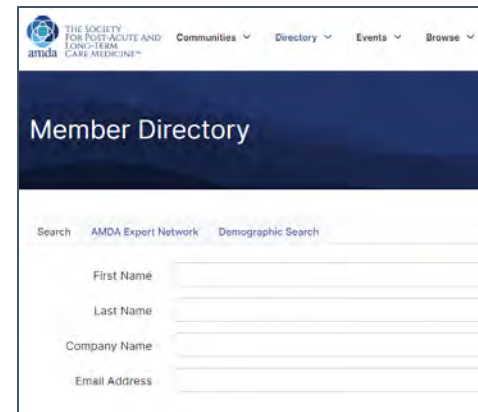 THE SOCIETY
FOR POST-ACUTE AND
LONG-TERM
CARE MEDICINE™
amda
Communities Directory Events Browse
Member Directory
Search AMDA Expert Network Demographic Search
First Name
Last Name
Company Name
Email Address